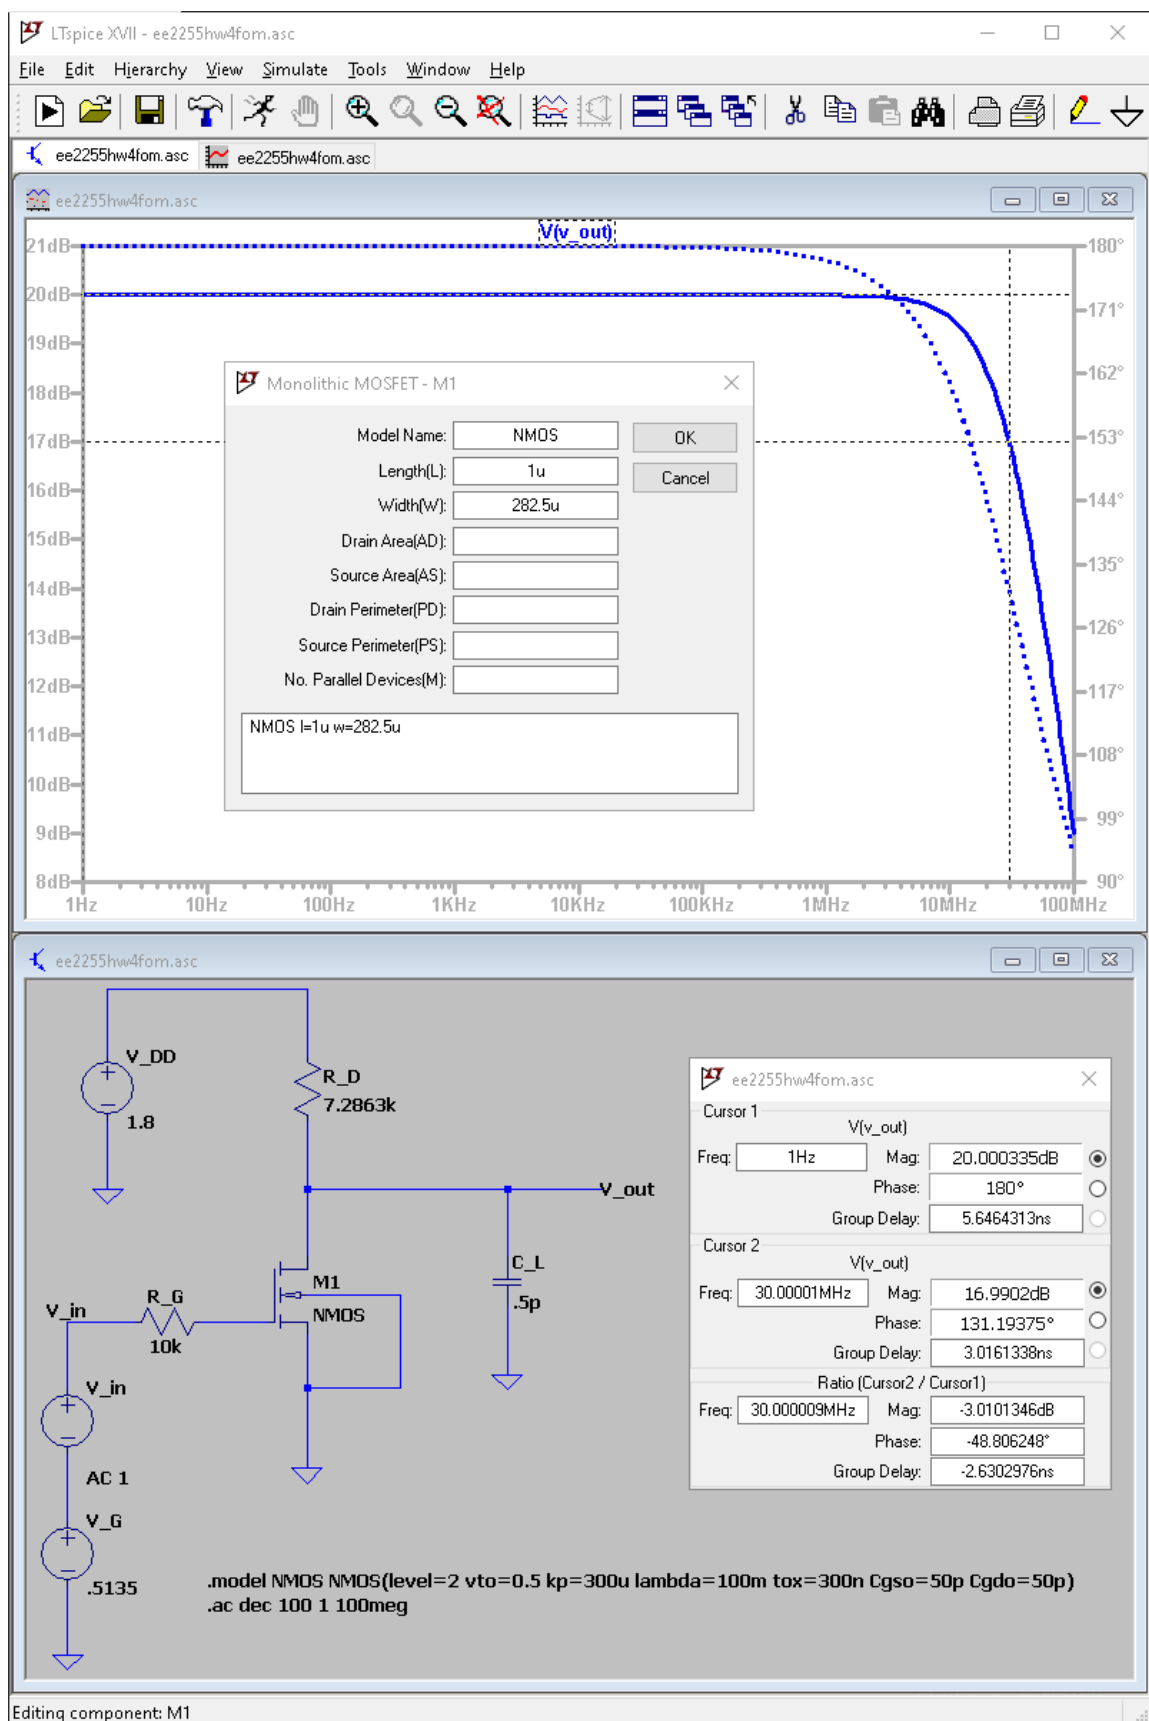 LTspice XVII - ee2255hw4fom.asc
File Edit Hierarchy View Simulate Tools Window Help
ee2255hw4fom.asc ee2255hw4fom.asc
ee2255hw4fom.asc
V(v_out)
21dB 180°
20dB 171°
19dB 162°
18dB 153°
17dB 144°
16dB 135°
15dB 126°
14dB 117°
13dB 108°
12dB 99°
11dB 90°
10dB
9dB
8dB
1Hz 10Hz 100Hz 1KHz 10KHz 100KHz 1MHz 10MHz 100MHz
Monolithic MOSFET - M1
Model Name: NMOS OK
Length(L): 1u Cancel
Width(W): 282.5u
Drain Area(AD):
Source Area(AS):
Drain Perimeter(PD):
Source Perimeter(PS):
No. Parallel Devices(M):
NMOS l=1u w=282.5u
ee2255hw4fom.asc
V_DD
1.8
R_D
7.2863k
V_out
C_L
.5p
M1
NMOS
R_G
10k
V_in
V_in
AC 1
V_G
.5135
.model NMOS NMOS(level=2 vto=0.5 kp=300u lambda=100m tox=300n Cgso=50p Cgdo=50p)
.ac dec 100 1 100meg
ee2255hw4fom.asc
Cursor 1
V(v_out)
Freq: 1Hz Mag: 20.000335dB
Phase: 180°
Group Delay: 5.6464313ns
Cursor 2
V(v_out)
Freq: 30.00001MHz Mag: 16.9902dB
Phase: 131.19375°
Group Delay: 3.0161338ns
Ratio (Cursor2 / Cursor1)
Freq: 30.000009MHz Mag: -3.0101346dB
Phase: -48.806248°
Group Delay: -2.6302976ns
Editing component: M1